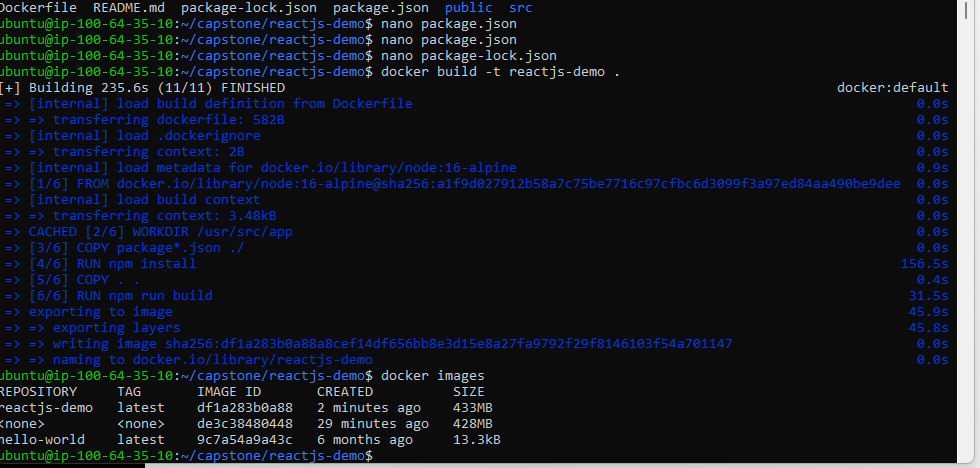 Dockerfile  README.md  package-lock.json  package.json  public  src
ubuntu@ip-100-64-35-10:~/capstone/reactjs-demo$ nano package.json
ubuntu@ip-100-64-35-10:~/capstone/reactjs-demo$ nano package.json
ubuntu@ip-100-64-35-10:~/capstone/reactjs-demo$ nano package-lock.json
ubuntu@ip-100-64-35-10:~/capstone/reactjs-demo$ docker build -t reactjs-demo .
[+] Building 235.6s (11/11) FINISHED docker:default
=> [internal] load build definition from Dockerfile 0.0s
=> => transferring dockerfile: 582B 0.0s
=> [internal] load .dockerignore 0.0s
=> => transferring context: 2B 0.0s
=> [internal] load metadata for docker.io/library/node:16-alpine 0.9s
=> [1/6] FROM docker.io/library/node:16-alpine@sha256:a1f9d027912b58a7c75be7716c97cfbc6d3099f3a97ed84aa490be9dee 0.0s
=> [internal] load build context 0.0s
=> => transferring context: 3.48kB 0.0s
=> CACHED [2/6] WORKDIR /usr/src/app 0.0s
=> [3/6] COPY package*.json ./ 0.0s
=> [4/6] RUN npm install 156.5s
=> [5/6] COPY . . 0.4s
=> [6/6] RUN npm run build 31.5s
=> exporting to image 45.9s
=> => exporting layers 45.8s
=> => writing image sha256:df1a283b0a88a8cef14df656bb8e3d15e8a27fa9792f29f8146103f54a701147 0.0s
=> => naming to docker.io/library/reactjs-demo 0.0s
ubuntu@ip-100-64-35-10:~/capstone/reactjs-demo$ docker images
REPOSITORY TAG IMAGE ID CREATED SIZE
reactjs-demo latest df1a283b0a88 2 minutes ago 433MB
<none> <none> de3c38480448 29 minutes ago 428MB
hello-world latest 9c7a54a9a43c 6 months ago 13.3kB
ubuntu@ip-100-64-35-10:~/capstone/reactjs-demo$